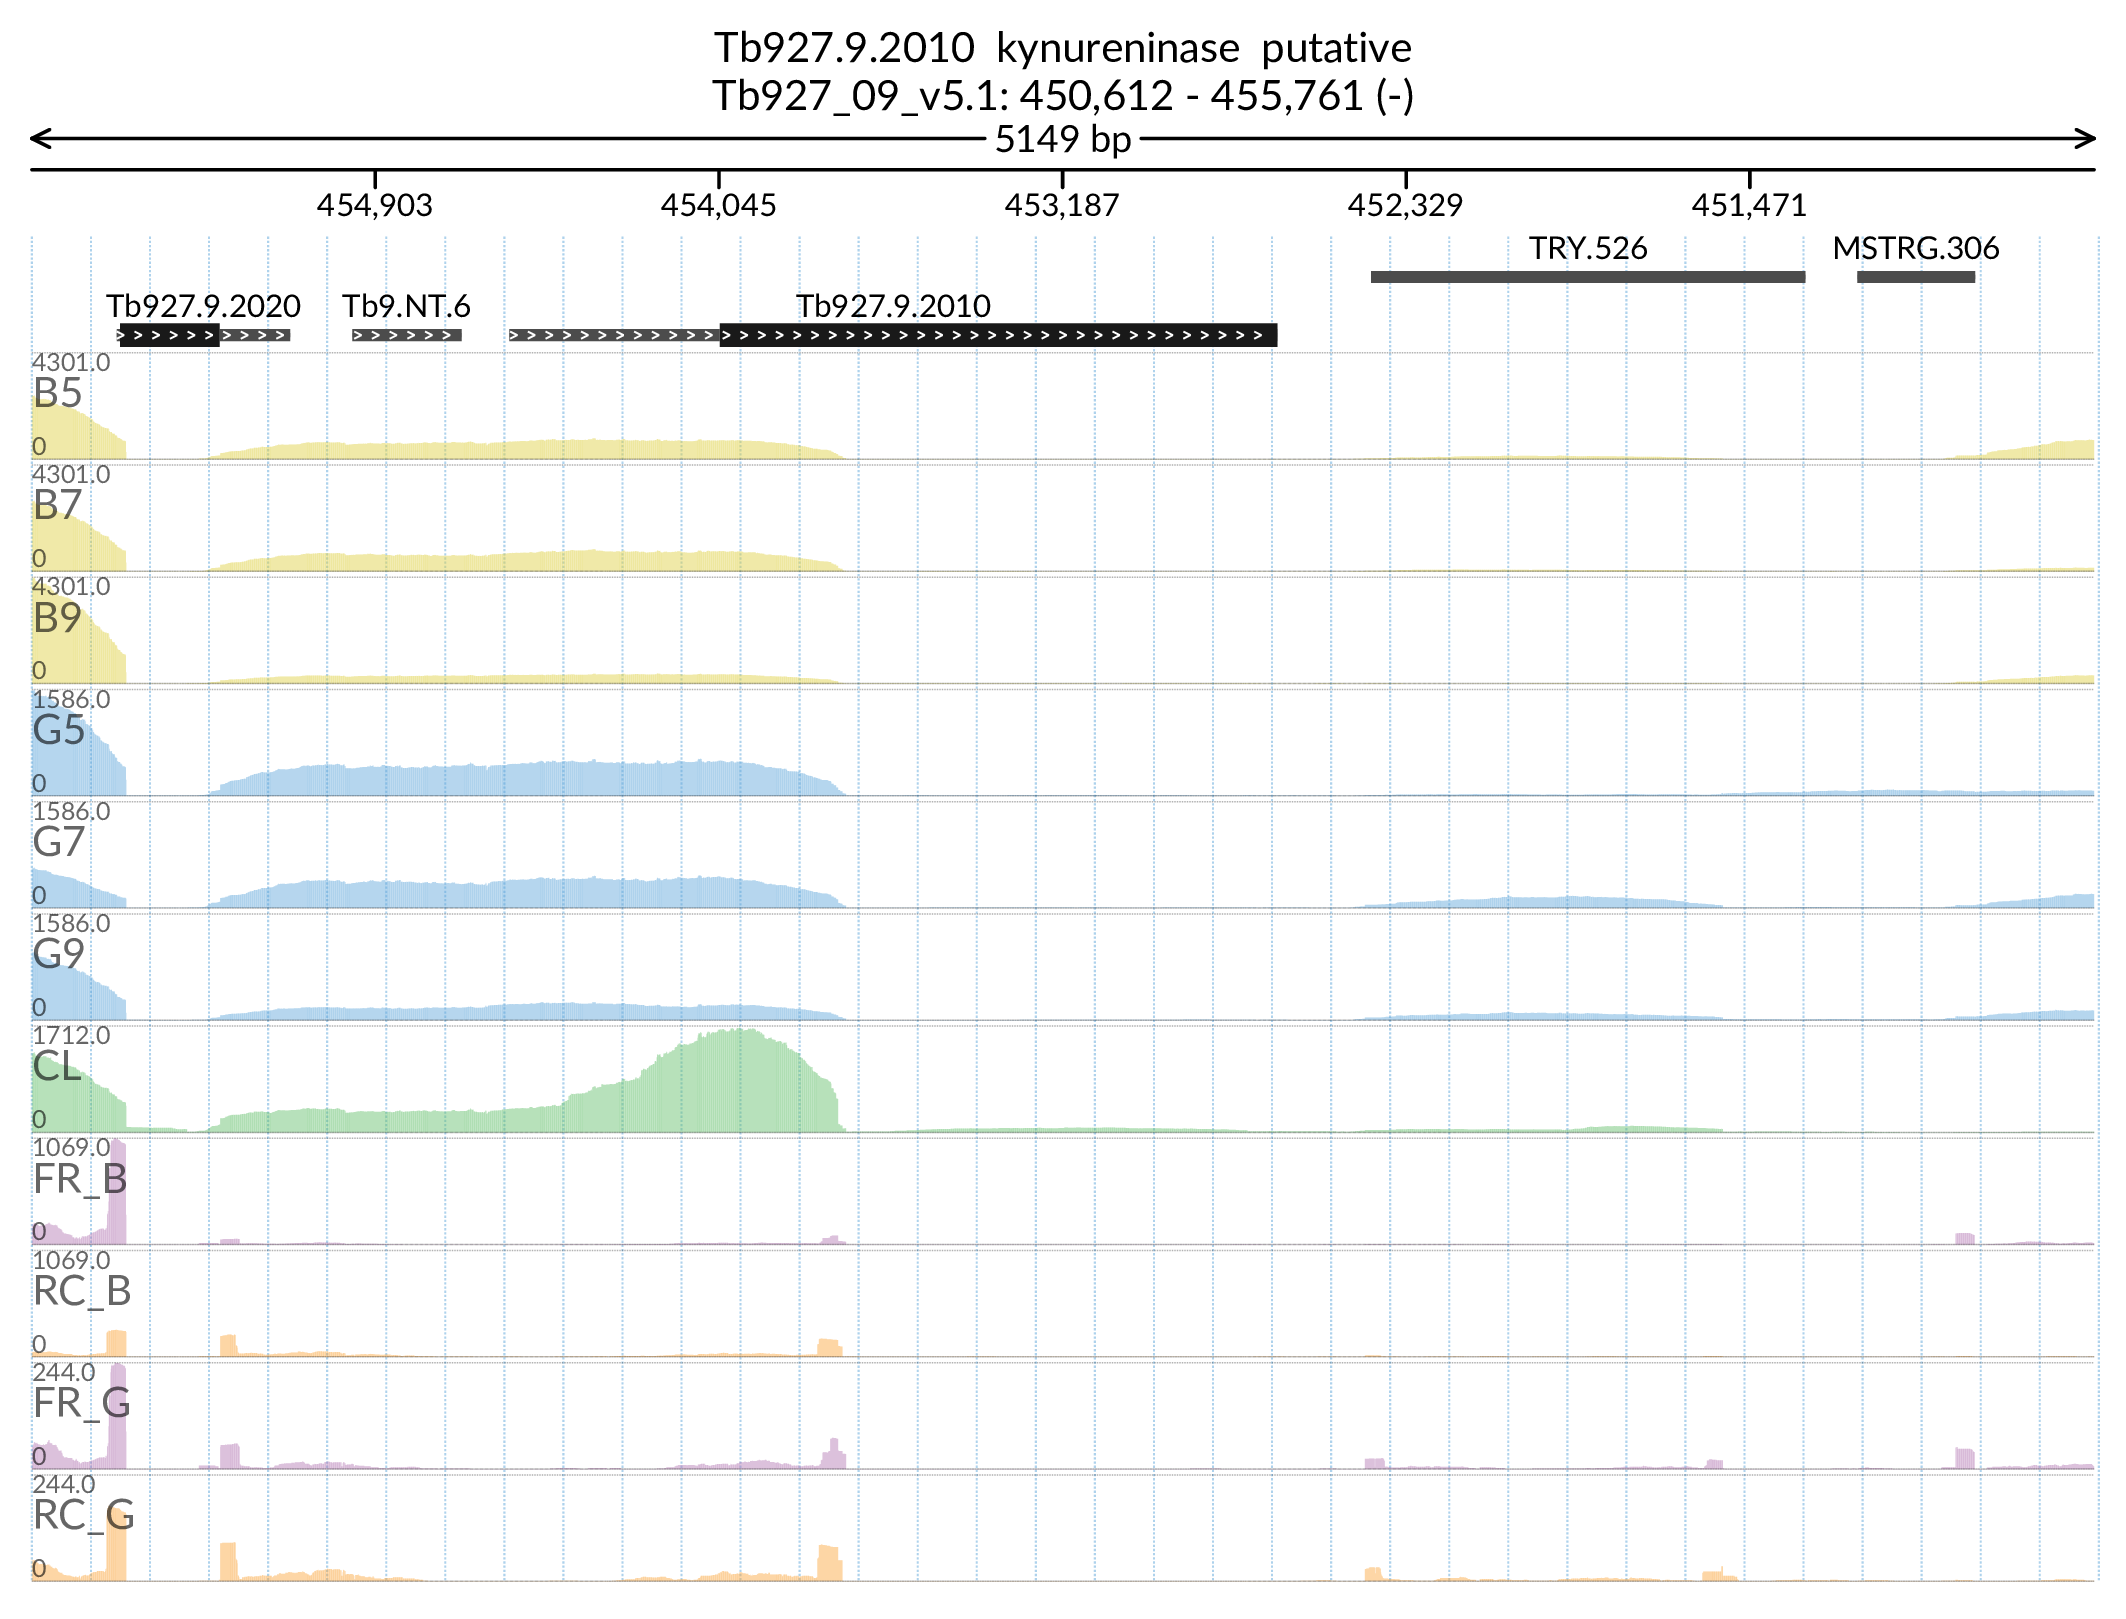 Tb927.9.2010 kynureninase putative
Tb927_09_v5.1: 450,612 - 455,761 (-)
5149 bp
454,903 454,045 453,187 452,329 451,471
TRY.526 MSTRG.306
Tb927.9.2020 Tb9.NT.6 Tb927.9.2010
4301.0
B5
0
4301.0
B7
0
4301.0
B9
0
1586.0
G5
0
1586.0
G7
0
1586.0
G9
0
1712.0
CL
0
1069.0
FR_B
0
1069.0
RC_B
0
244.0
FR_G
0
244.0
RC_G
0